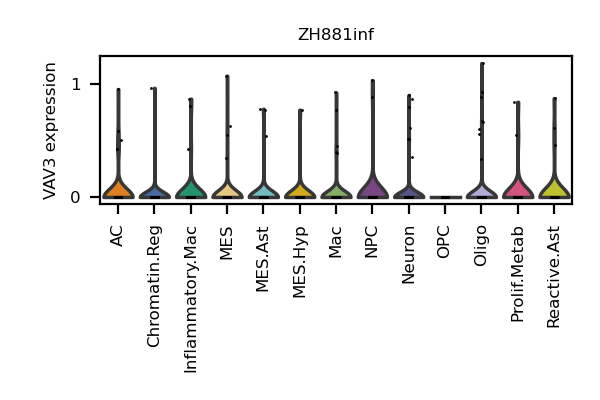 ZH881inf
VAV3 expression
1
0
AC
Chromatin.Reg
Inflammatory.Mac
MES
MES.Ast
MES.Hyp
Mac
NPC
Neuron
OPC
Oligo
Prolif.Metab
Reactive.Ast